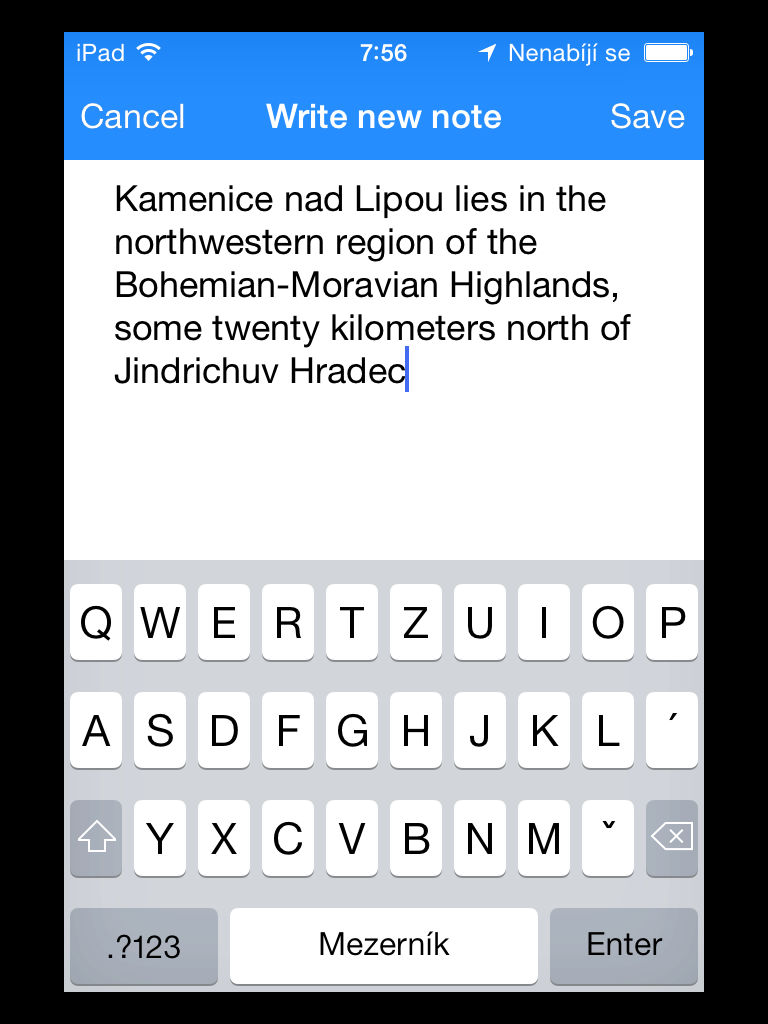 iPad 7:56 Nenabíjí se
Cancel Write new note Save
Kamenice nad Lipou lies in the
northwestern region of the
Bohemian-Moravian Highlands,
some twenty kilometers north of
Jindrichuv Hradec
Q W E R T Z U I O P
A S D F G H J K L ´
Y X C V B N M ˇ
.?123 Mezerník Enter